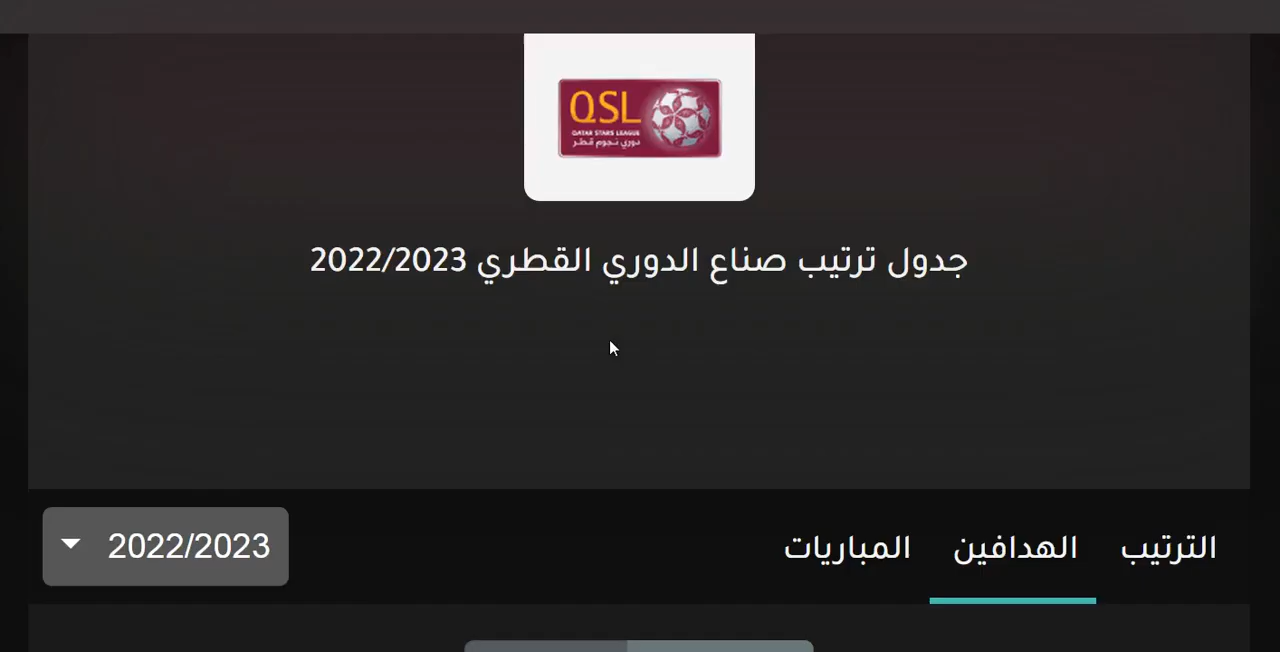 QSL
QATAR STARS LEAGUE
دوري نجوم قطر
جدول ترتيب صناع الدوري القطري 2022/2023
الترتيب الهدافين المباريات 2022/2023